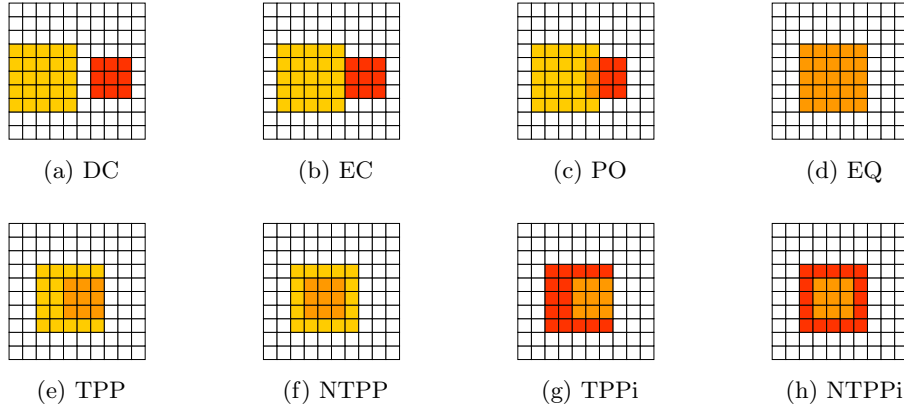 (a) DC (b) EC (c) PO (d) EQ
(e) TPP (f) NTPP (g) TPPi (h) NTPPi